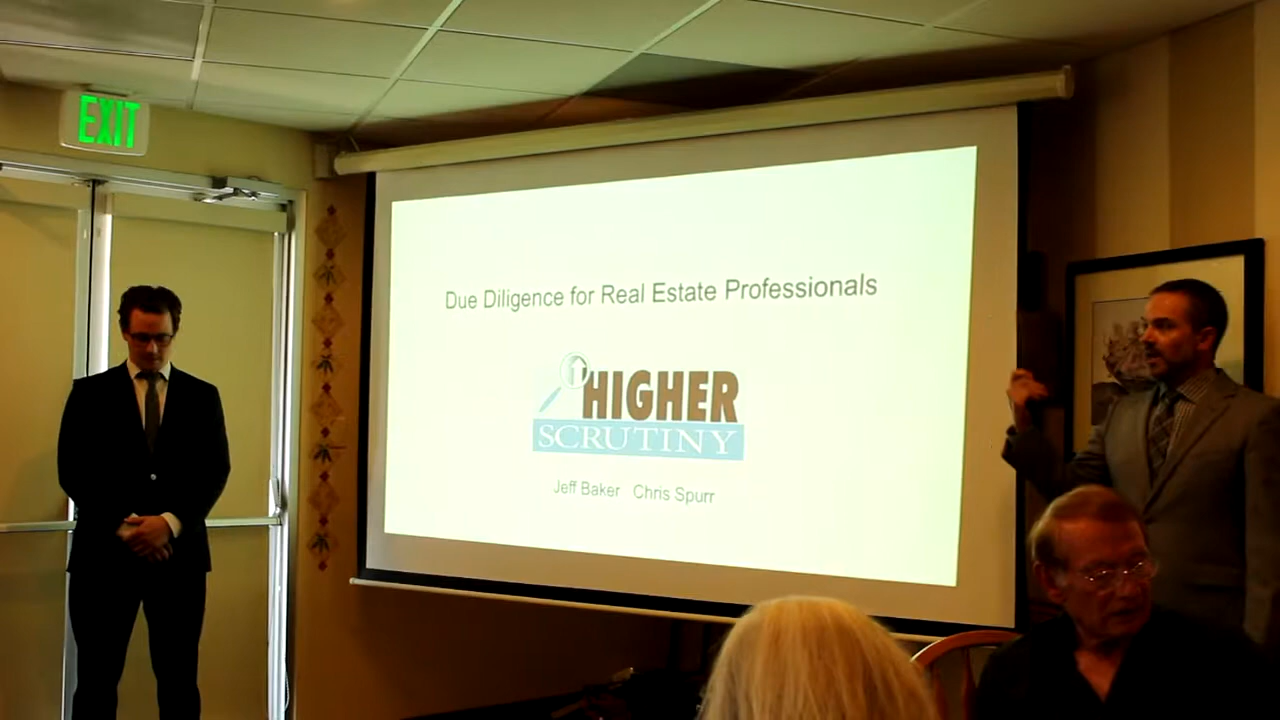 EXIT
Due Diligence for Real Estate Professionals
HIGHER
SCRUTINY
Jeff Baker Chris Spurr